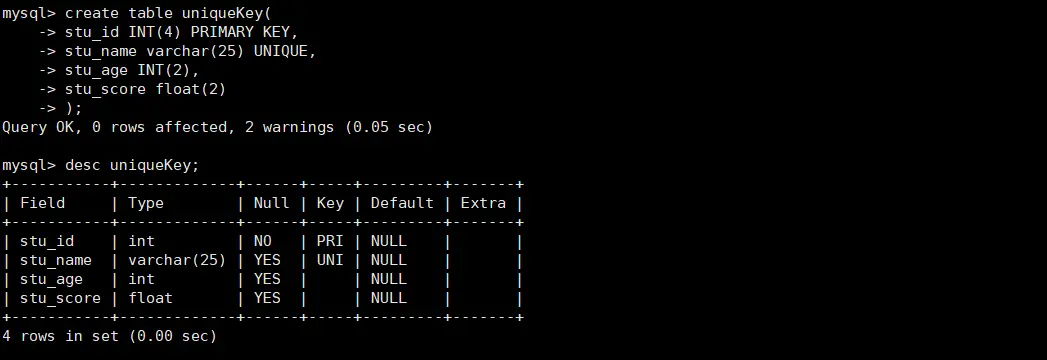 mysql> create table uniqueKey(
    -> stu_id INT(4) PRIMARY KEY,
    -> stu_name varchar(25) UNIQUE,
    -> stu_age INT(2),
    -> stu_score float(2)
    -> );
Query OK, 0 rows affected, 2 warnings (0.05 sec)

mysql> desc uniqueKey;
+-----------+-------------+------+-----+---------+-------+
| Field     | Type        | Null | Key | Default | Extra |
+-----------+-------------+------+-----+---------+-------+
| stu_id    | int         | NO   | PRI | NULL    |       |
| stu_name  | varchar(25) | YES  | UNI | NULL    |       |
| stu_age   | int         | YES  |     | NULL    |       |
| stu_score | float       | YES  |     | NULL    |       |
+-----------+-------------+------+-----+---------+-------+
4 rows in set (0.00 sec)